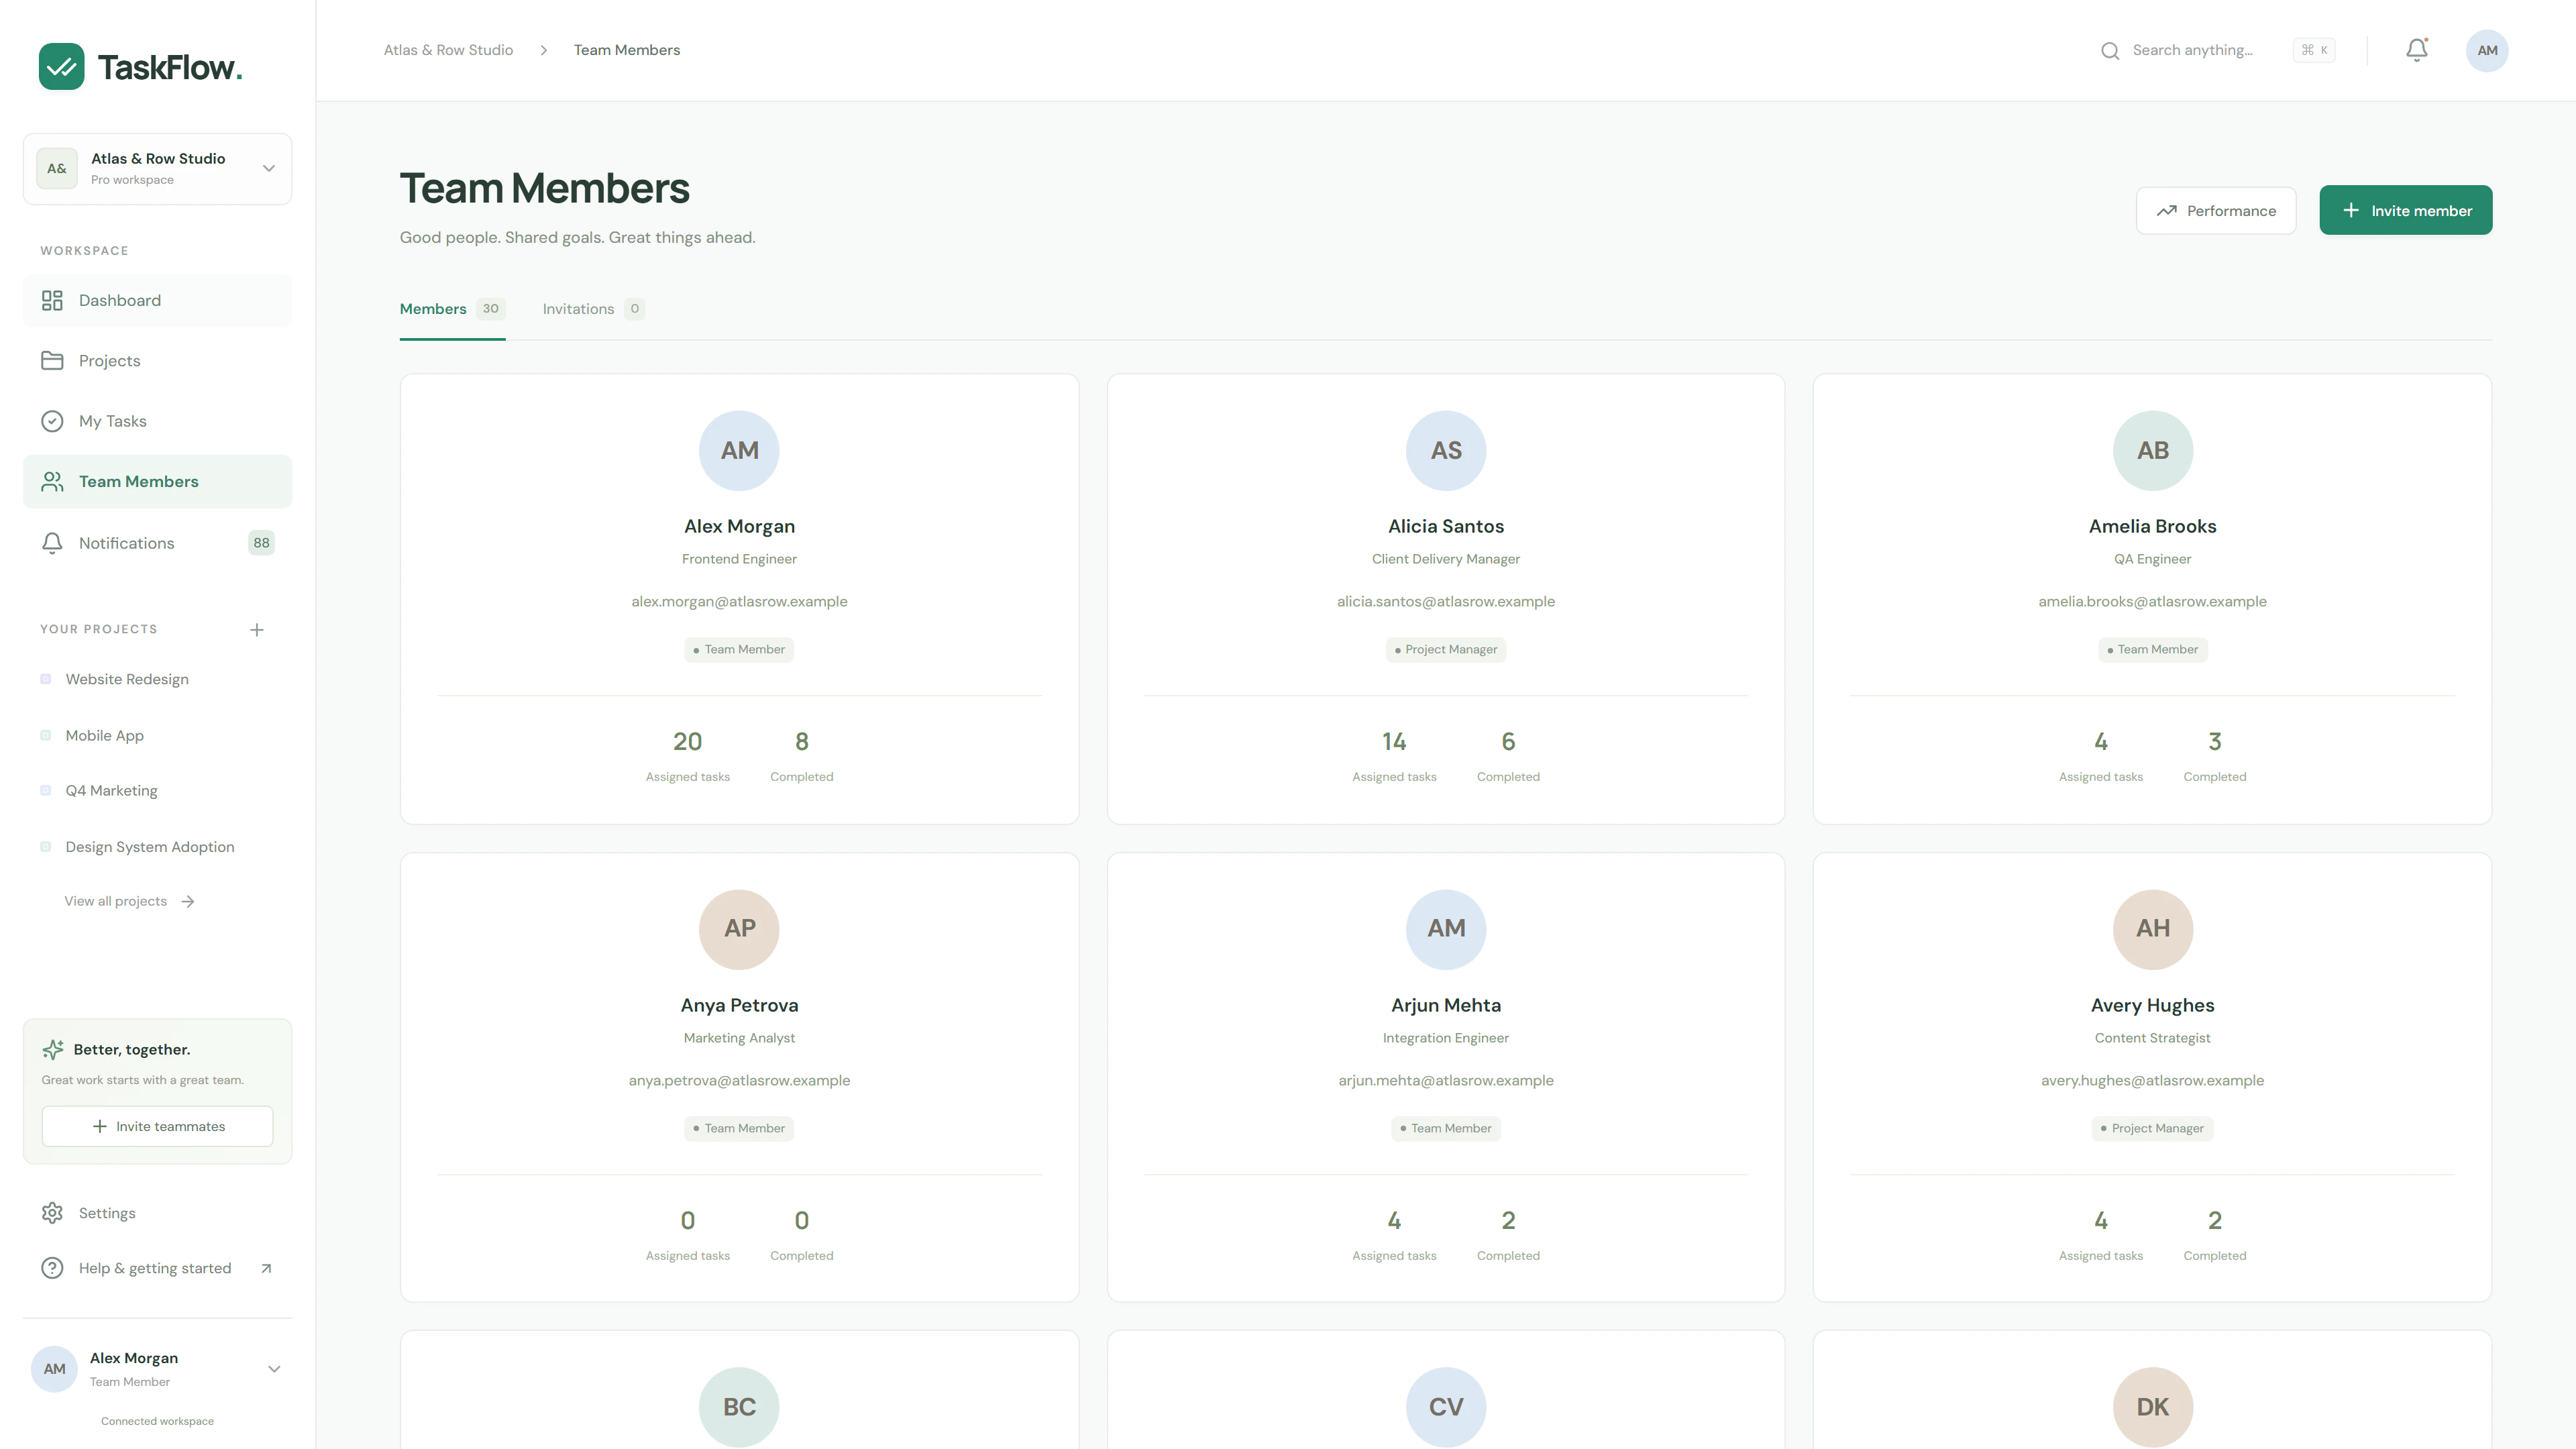 TaskFlow.
A&
Atlas & Row Studio
Pro workspace
WORKSPACE
Dashboard
Projects
My Tasks
Team Members
Notifications 88
YOUR PROJECTS
Website Redesign
Mobile App
Q4 Marketing
Design System Adoption
View all projects
Better, together.
Great work starts with a great team.
Invite teammates
Settings
Help & getting started
AM
Alex Morgan
Team Member
Connected workspace
Atlas & Row Studio Team Members
Search anything... ⌘ K
AM
Team Members
Good people. Shared goals. Great things ahead.
Performance
Invite member
Members 30
Invitations 0
AM
Alex Morgan
Frontend Engineer
alex.morgan@atlasrow.example
Team Member
20 8
Assigned tasks Completed
AS
Alicia Santos
Client Delivery Manager
alicia.santos@atlasrow.example
Project Manager
14 6
Assigned tasks Completed
AB
Amelia Brooks
QA Engineer
amelia.brooks@atlasrow.example
Team Member
4 3
Assigned tasks Completed
AP
Anya Petrova
Marketing Analyst
anya.petrova@atlasrow.example
Team Member
0 0
Assigned tasks Completed
AM
Arjun Mehta
Integration Engineer
arjun.mehta@atlasrow.example
Team Member
4 2
Assigned tasks Completed
AH
Avery Hughes
Content Strategist
avery.hughes@atlasrow.example
Project Manager
4 2
Assigned tasks Completed
BC
CV
DK